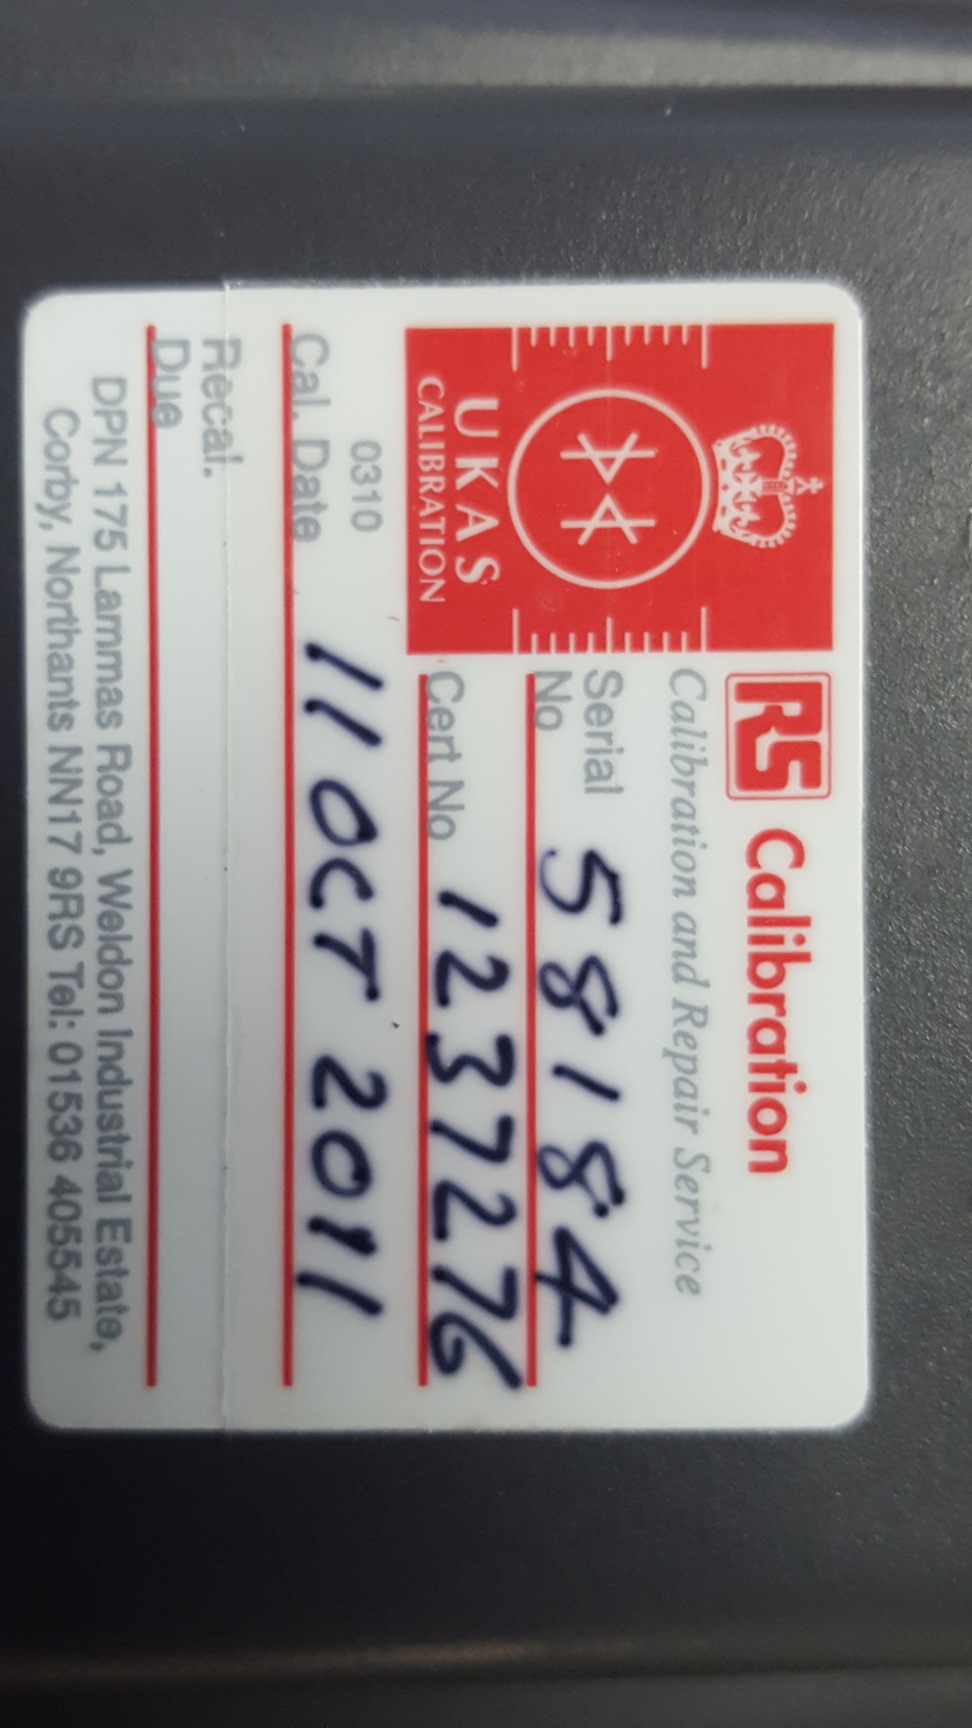 RS Calibration
Calibration and Repair Service
UKAS
CALIBRATION
0310
Serial
No 58184
Cert No 1237276
Cal. Date 11 OCT 2011
Recal.
Due
DPN 175 Lammas Road, Weldon Industrial Estate,
Corby, Northants NN17 9RS Tel: 01536 405545